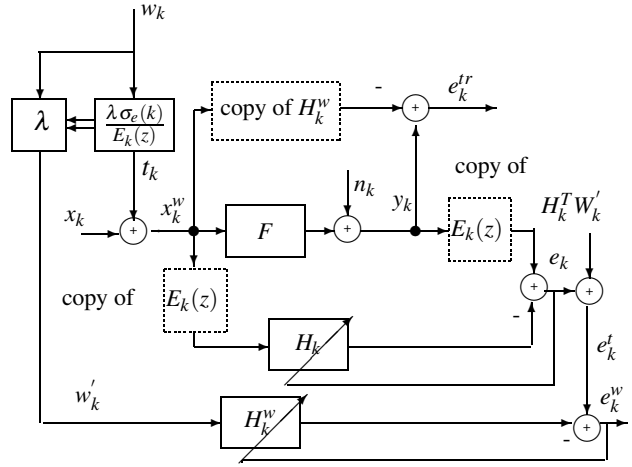 w_k
copy of H_k^w
-
+
e_k^{tr}
λ
λ σ_e(k)
E_k(z)
t_k
n_k
copy of
x_k
+
x_k^w
F
+
y_k
E_k(z)
H_k^T W_k^'
copy of
E_k(z)
e_k
+
+
-
H_k
e_k^t
w_k^'
H_k^w
+
-
e_k^w